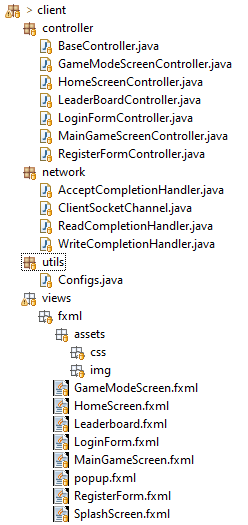 > client
controller
BaseController.java
GameModeScreenController.java
HomeScreenController.java
LeaderBoardController.java
LoginFormController.java
MainGameScreenController.java
RegisterFormController.java
network
AcceptCompletionHandler.java
ClientSocketChannel.java
ReadCompletionHandler.java
WriteCompletionHandler.java
utils
Configs.java
views
fxml
assets
css
img
GameModeScreen.fxml
HomeScreen.fxml
Leaderboard.fxml
LoginForm.fxml
MainGameScreen.fxml
popup.fxml
RegisterForm.fxml
SplashScreen.fxml